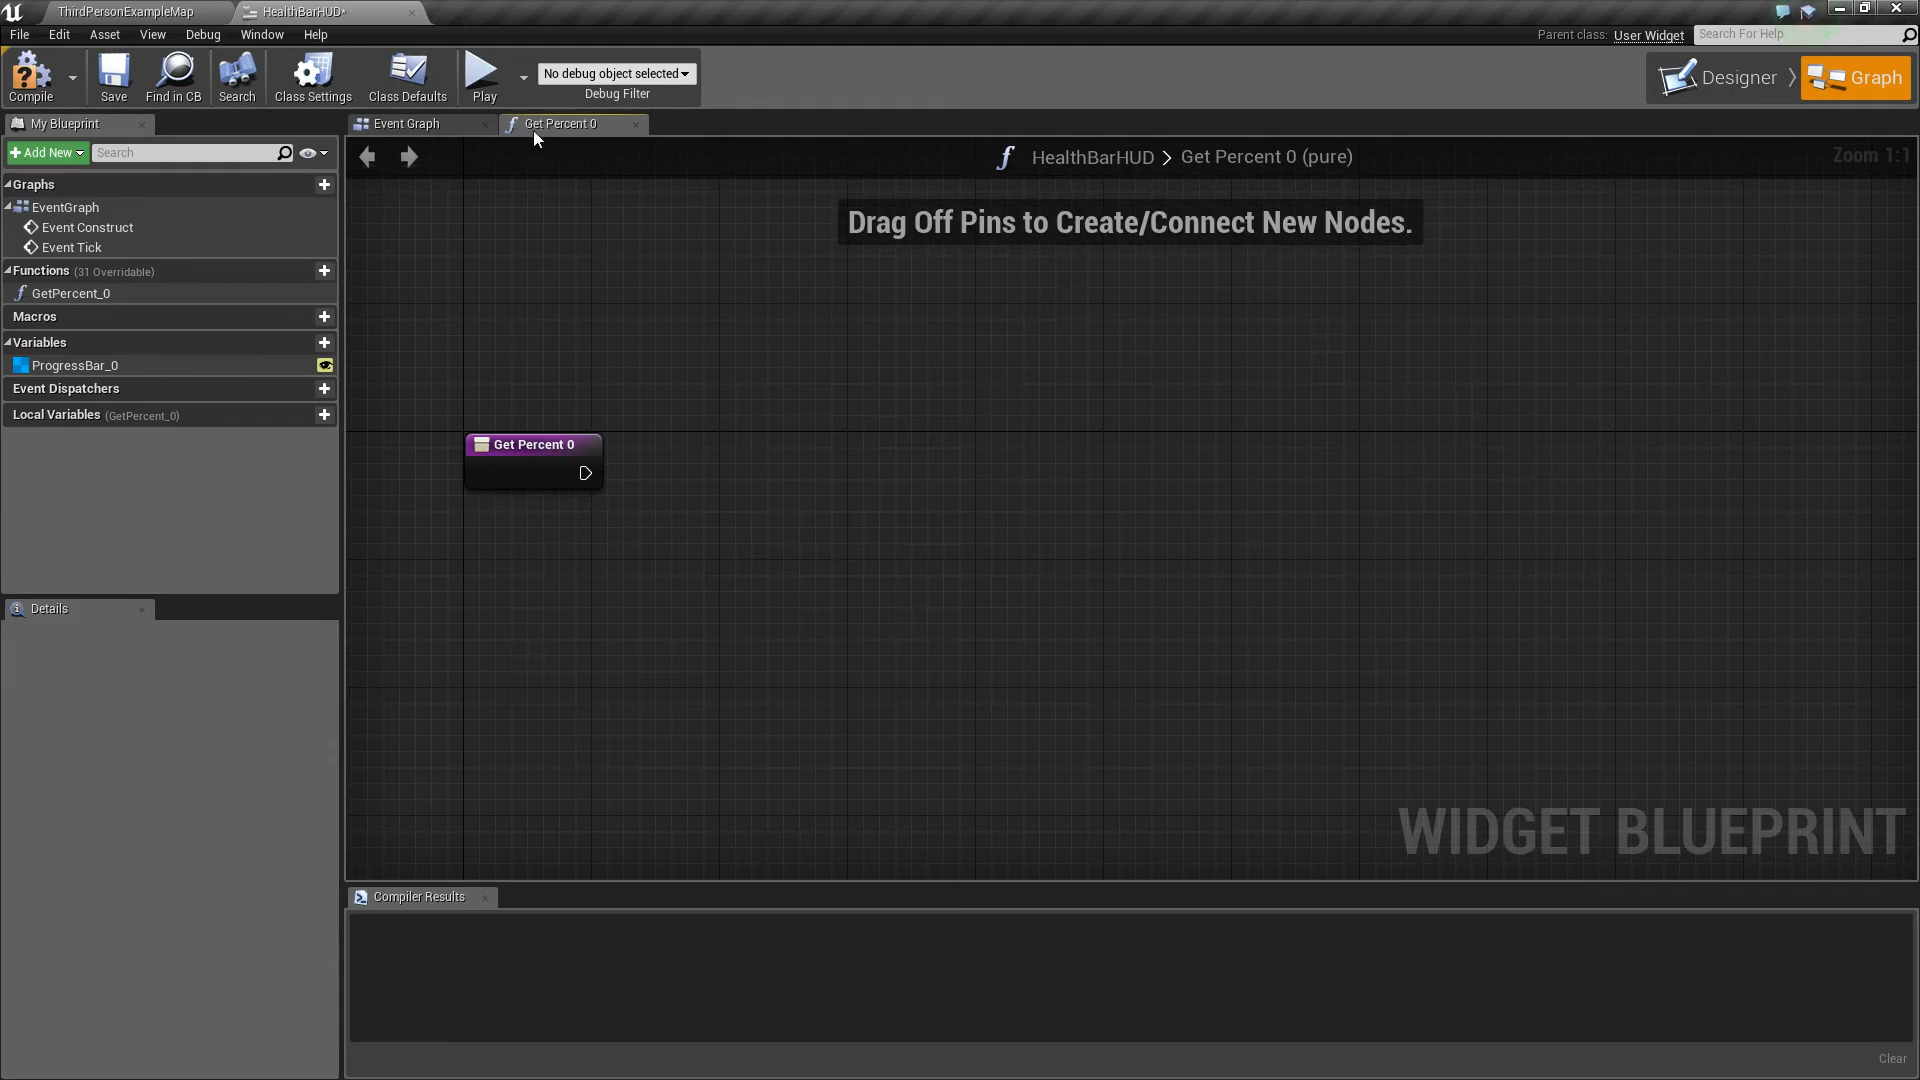 ThirdPersonExampleMap
HealthBarHUD*
File Edit Asset View Debug Window Help
Parent class: User Widget
Search For Help
Compile
Save
Find in CB
Search
Class Settings
Class Defaults
Play
No debug object selected
Debug Filter
Designer
Graph
My Blueprint
Add New
Search
Graphs
EventGraph
Event Construct
Event Tick
Functions (31 Overridable)
GetPercent_0
Macros
Variables
ProgressBar_0
Event Dispatchers
Local Variables (GetPercent_0)
Details
Event Graph
Get Percent 0
HealthBarHUD > Get Percent 0 (pure)
Zoom 1:1
Drag Off Pins to Create/Connect New Nodes.
Get Percent 0
WIDGET BLUEPRINT
Compiler Results
Clear